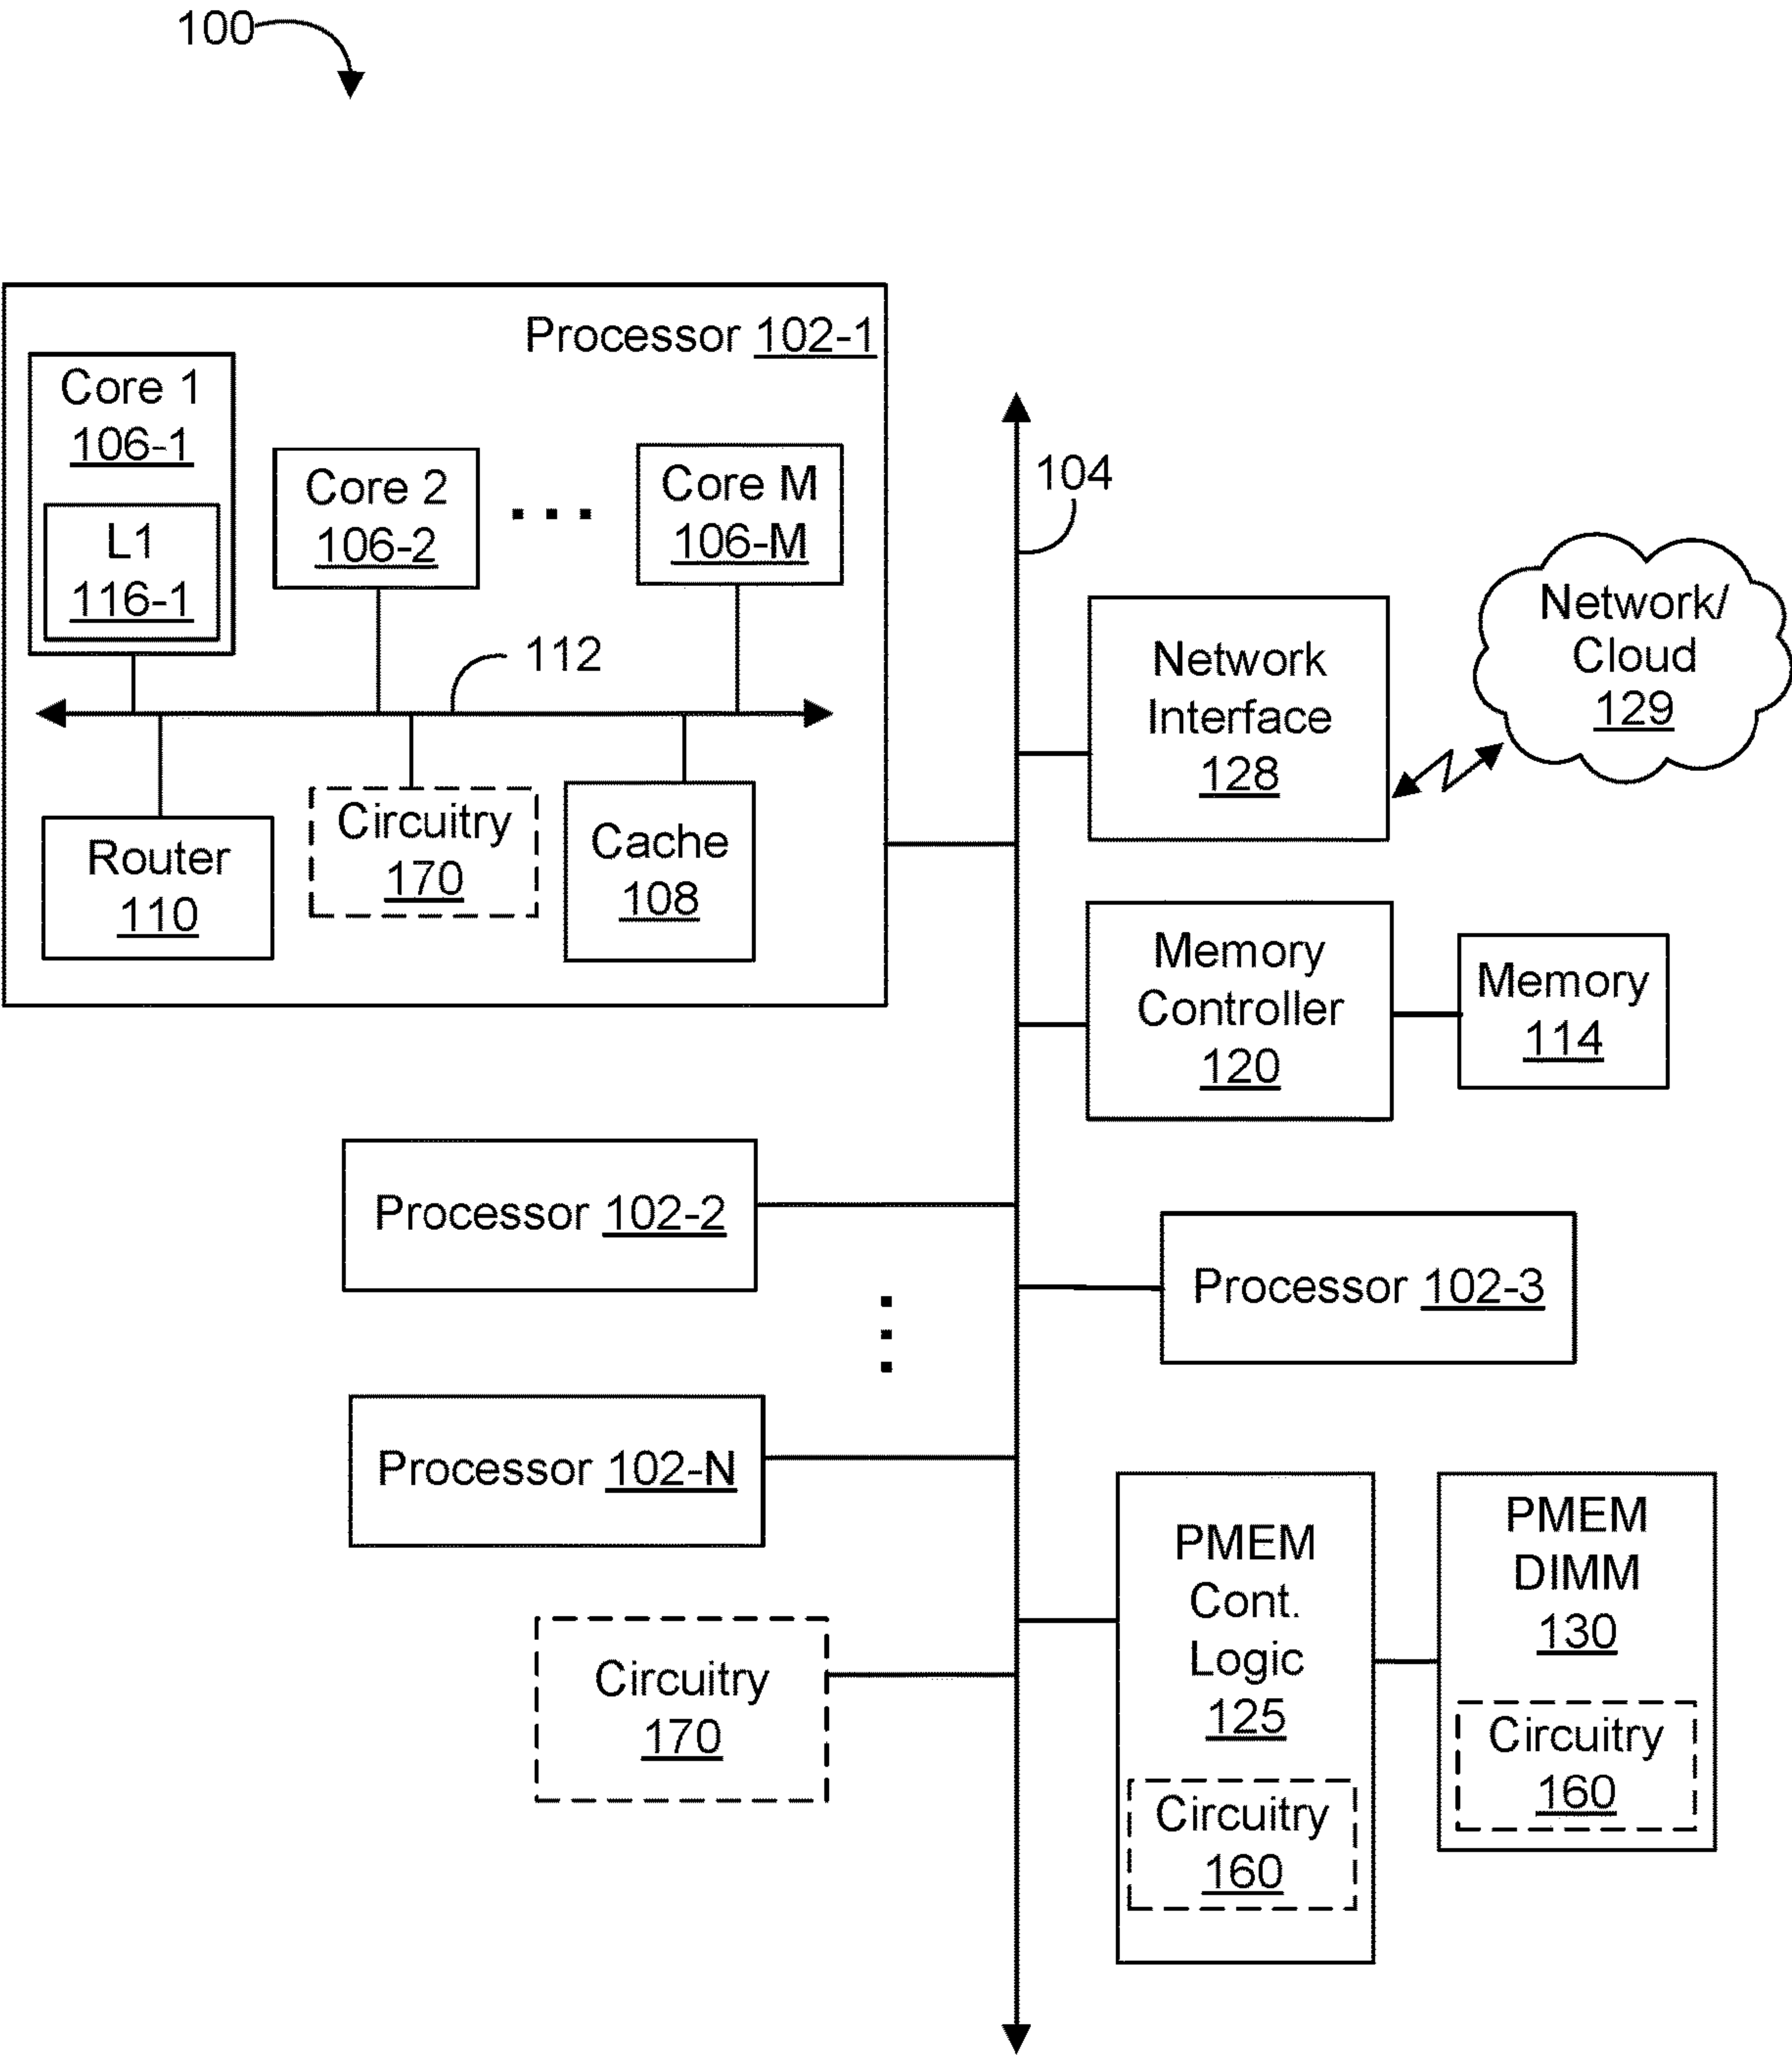 100
Processor 102-1
Core 1
106-1
L1
116-1
Core 2
106-2
...
Core M
106-M
112
Router
110
Circuitry
170
Cache
108
104
Network
Interface
128
Network/
Cloud
129
Memory
Controller
120
Memory
114
Processor 102-2
Processor 102-3
Processor 102-N
Circuitry
170
PMEM
Cont.
Logic
125
Circuitry
160
PMEM
DIMM
130
Circuitry
160